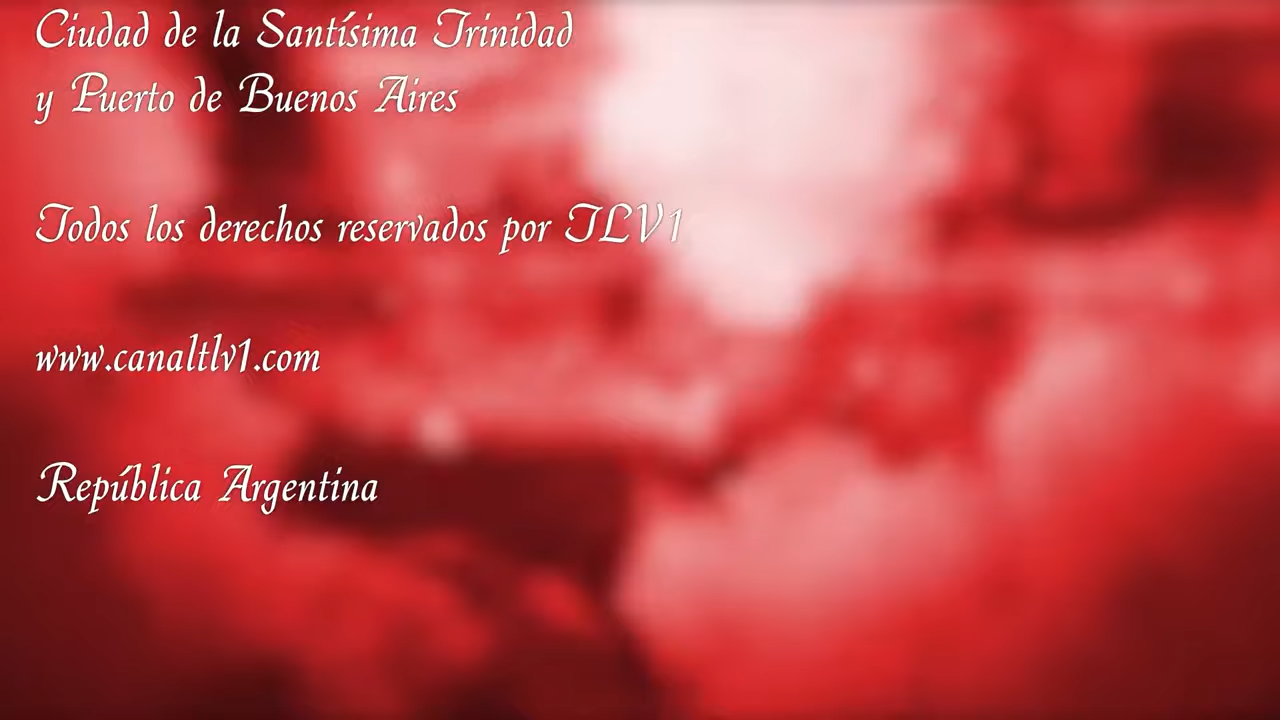 Ciudad de la Santísima Trinidad
y Puerto de Buenos Aires
Todos los derechos reservados por TLV1
www.canaltlv1.com
República Argentina